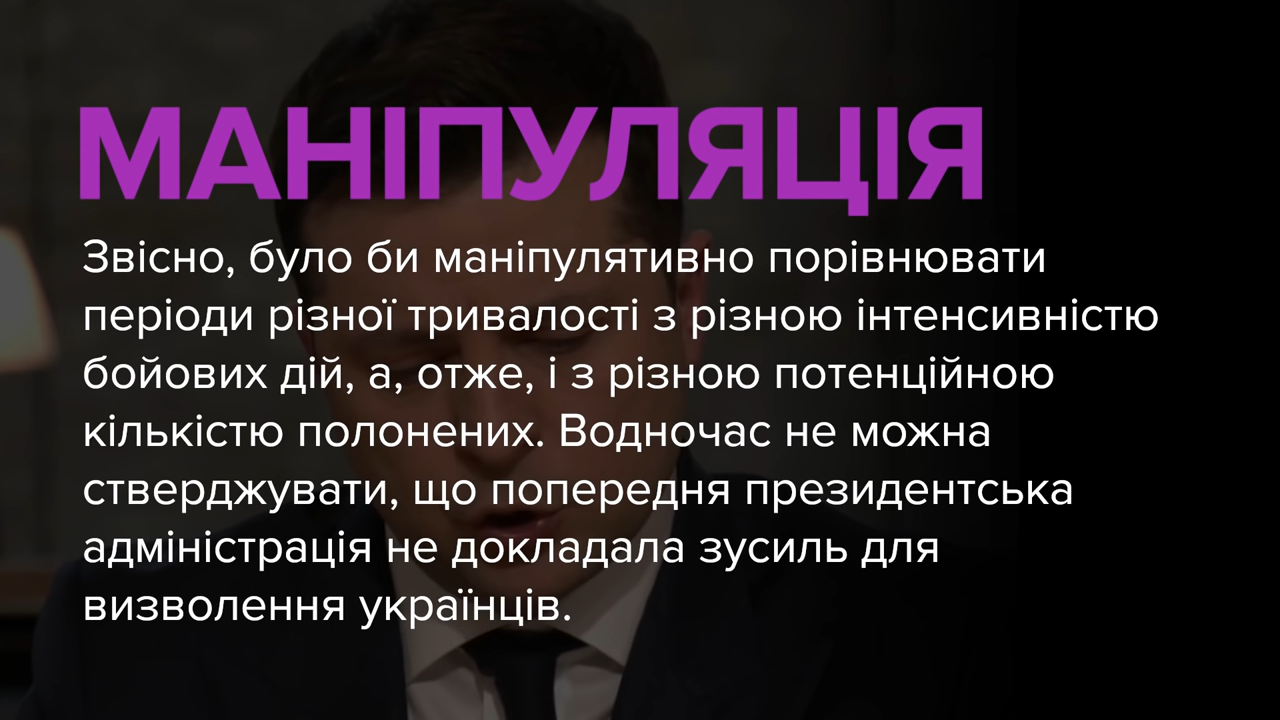 МАНІПУЛЯЦІЯ
Звісно, було би маніпулятивно порівнювати
періоди різної тривалості з різною інтенсивністю
бойових дій, а, отже, і з різною потенційною
кількістю полонених. Водночас не можна
стверджувати, що попередня президентська
адміністрація не докладала зусиль для
визволення українців.